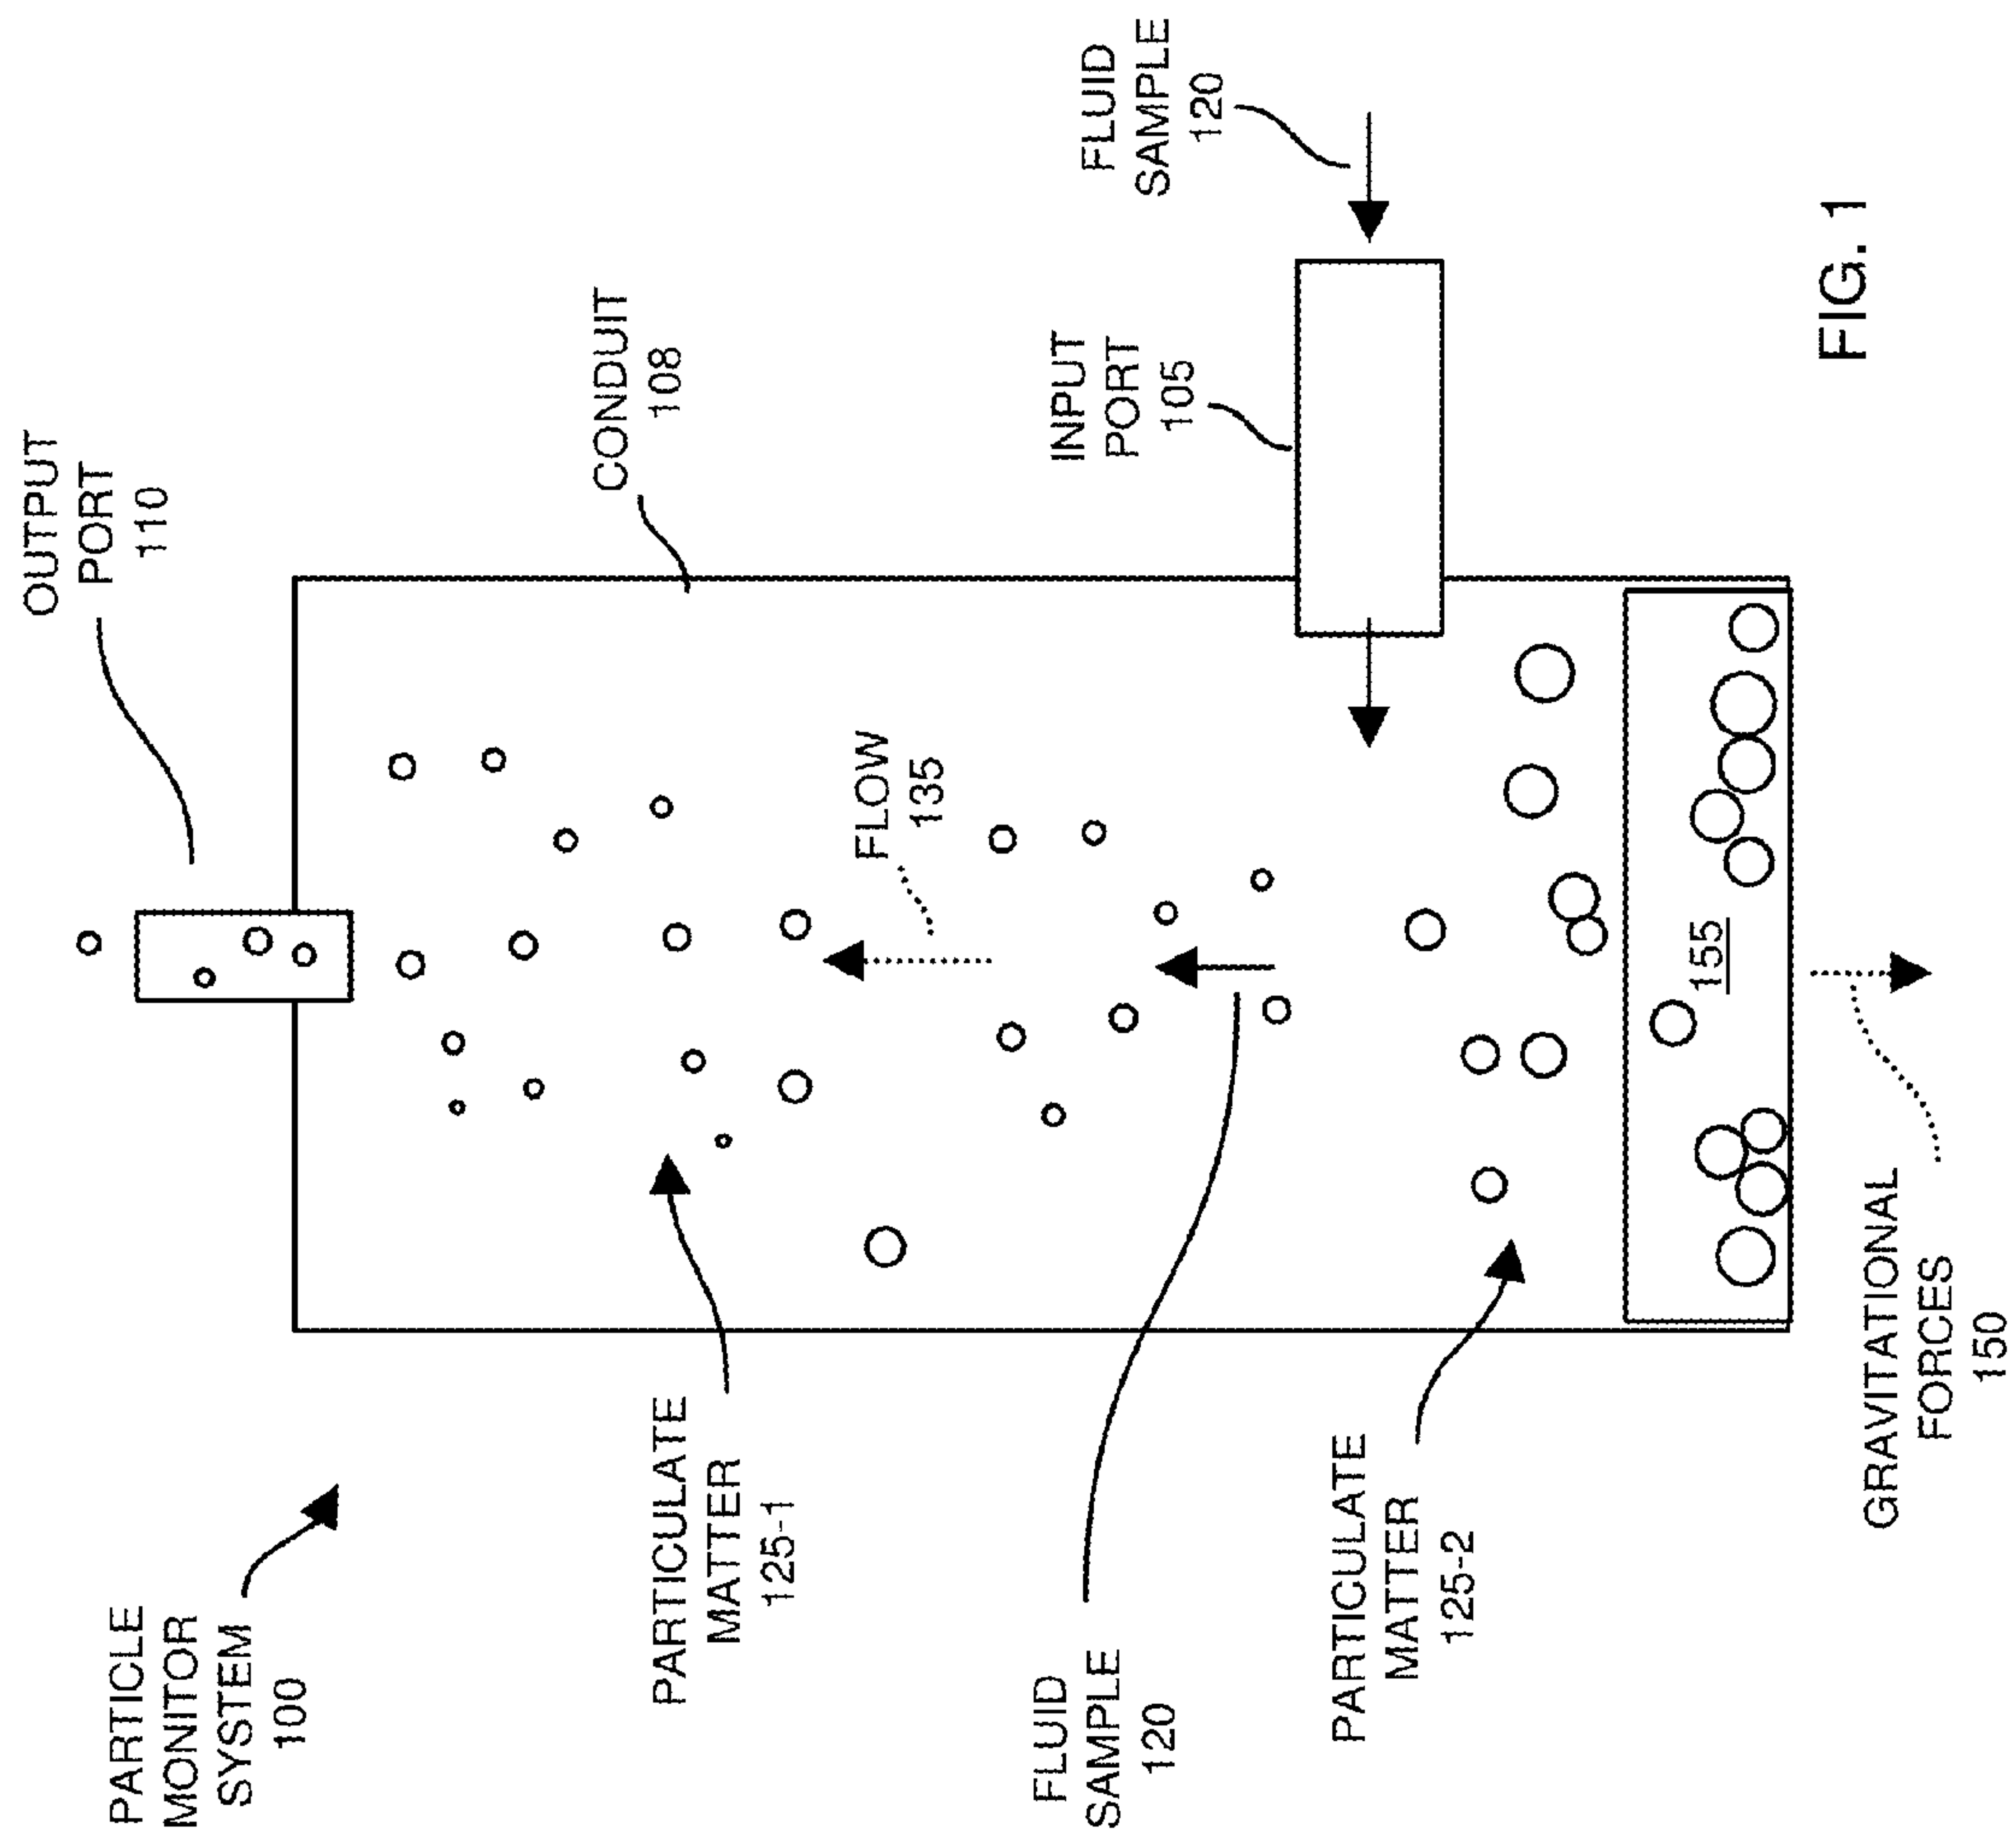 PARTICLE
MONITOR
SYSTEM
100
OUTPUT
PORT
110
CONDUIT
108
PARTICULATE
MATTER
125-1
FLOW
135
FLUID
SAMPLE
120
INPUT
PORT
105
FLUID
SAMPLE
120
PARTICULATE
MATTER
125-2
155
GRAVITATIONAL
FORCES
150
FIG. 1